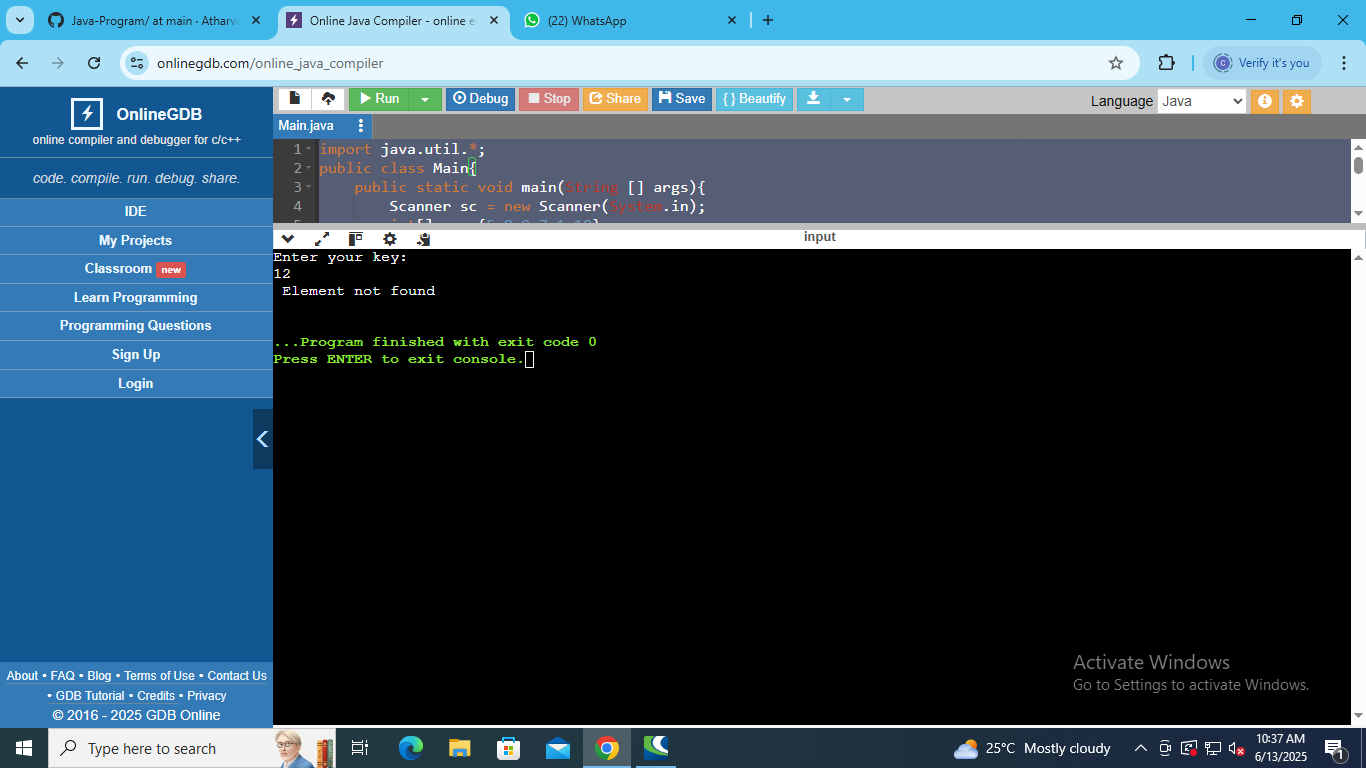 Java-Program/ at main · Atharv
Online Java Compiler - online e
(22) WhatsApp
onlinegdb.com/online_java_compiler
Verify it's you
OnlineGDB
online compiler and debugger for c/c++
code. compile. run. debug. share.
IDE
My Projects
Classroom new
Learn Programming
Programming Questions
Sign Up
Login
About • FAQ • Blog • Terms of Use • Contact Us
• GDB Tutorial • Credits • Privacy
© 2016 - 2025 GDB Online
Run
Debug
Stop
Share
Save
{ } Beautify
Language Java
Main.java
1 import java.util.*;
2 public class Main{
3 public static void main(String [] args){
4 Scanner sc = new Scanner(System.in);
input
Enter your key:
12
Element not found
...Program finished with exit code 0
Press ENTER to exit console.
Activate Windows
Go to Settings to activate Windows.
Type here to search
25°C Mostly cloudy
10:37 AM
6/13/2025
1